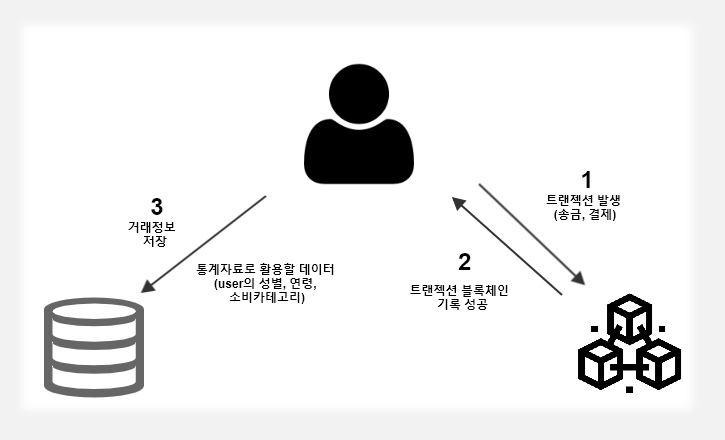 1
트랜잭션 발생
(송금, 결제)
2
트랜잭션 블록체인
기록 성공
3
거래정보
저장
통계자료로 활용할 데이터
(user의 성별, 연령,
소비카테고리)